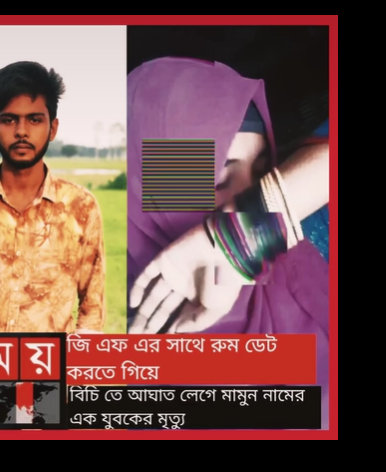 ময়
জি এফ এর সাথে রুম ডেট
করতে গিয়ে
বিচি তে আঘাত লেগে মামুন নামের
এক যুবকের মৃত্যু